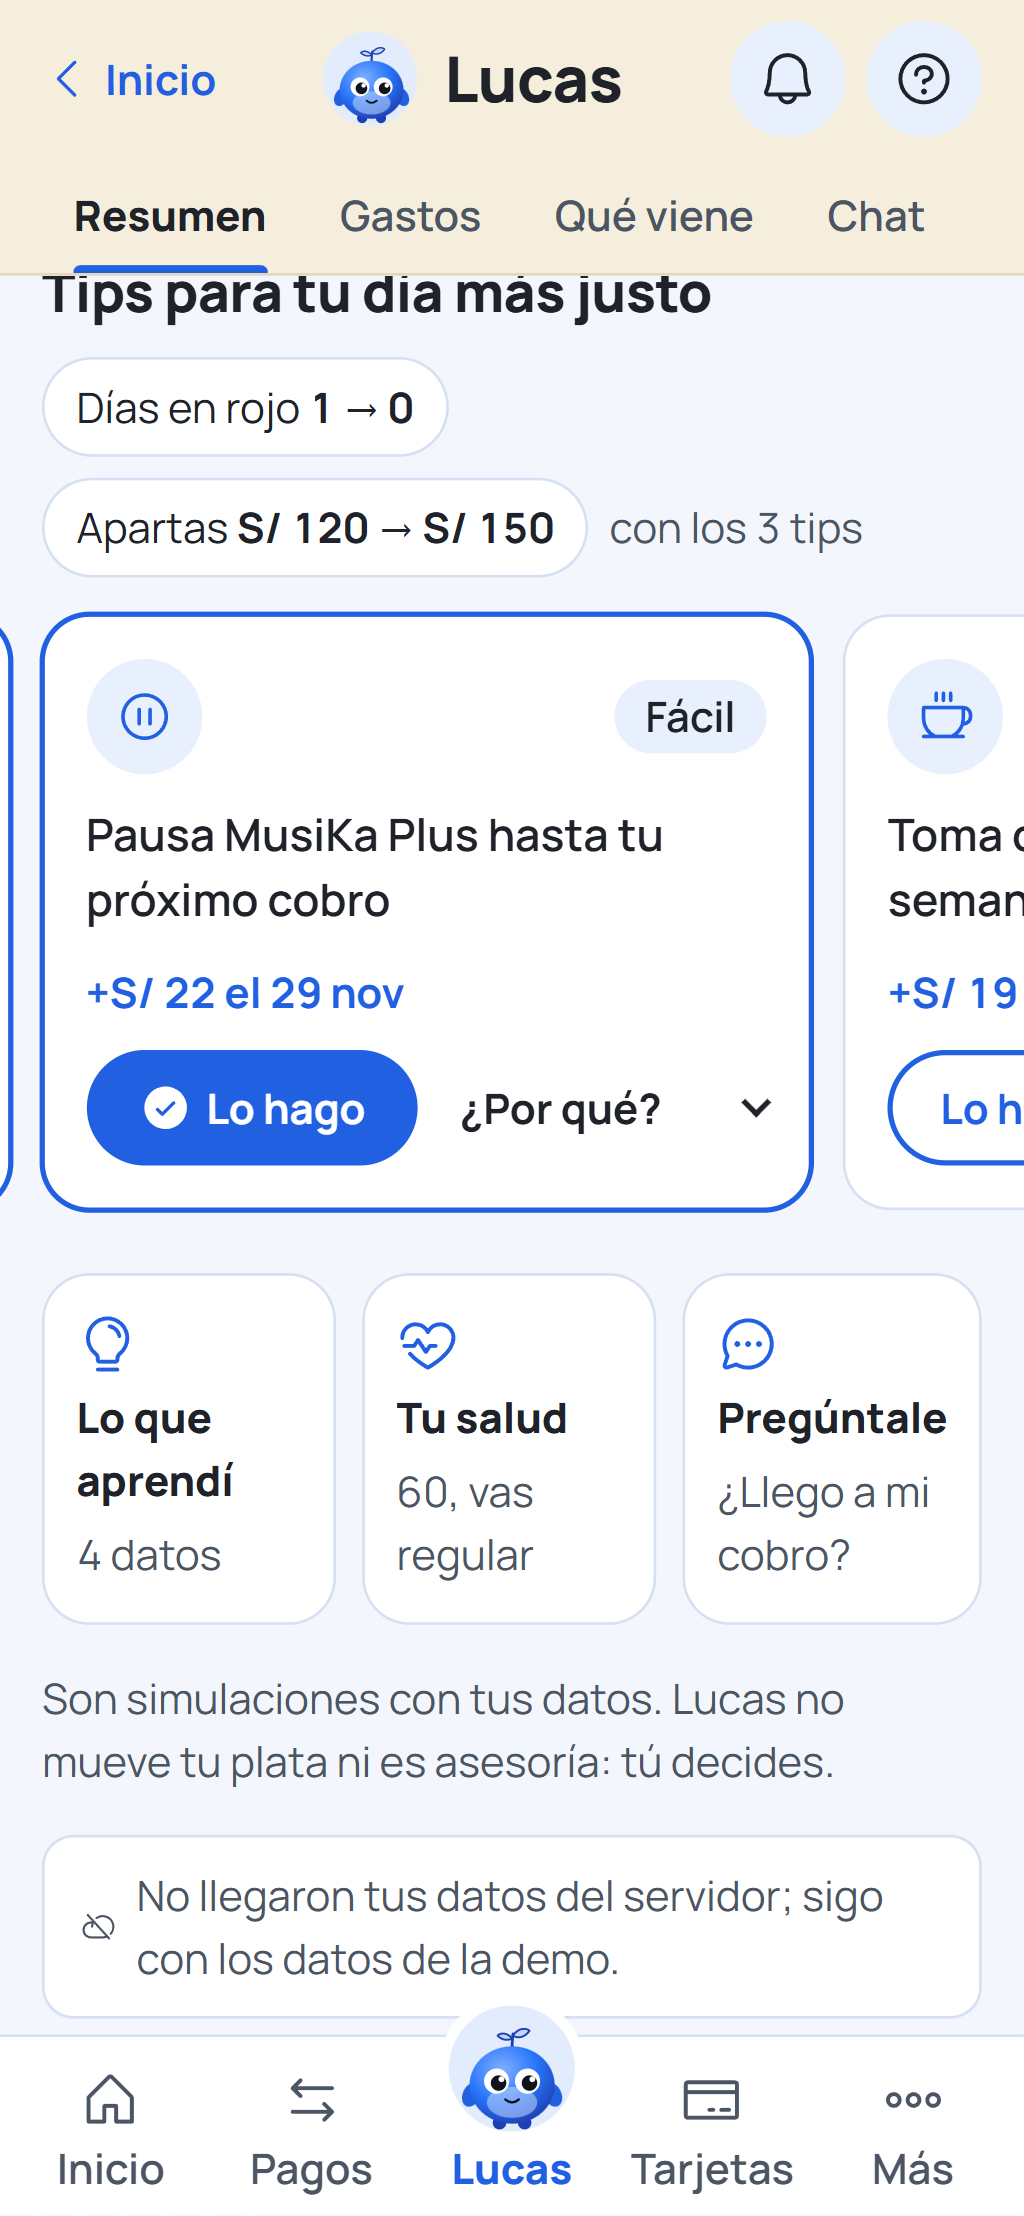 Inicio
Lucas
Resumen
Gastos
Qué viene
Chat
Tips para tu día más justo
Días en rojo 1 → 0
Apartas S/ 120 → S/ 150
con los 3 tips
Fácil
Pausa MusiKa Plus hasta tu
próximo cobro
+S/ 22 el 29 nov
Lo hago
¿Por qué?
Toma
seman
+S/ 19
Lo h
Lo que
aprendí
4 datos
Tu salud
60, vas
regular
Pregúntale
¿Llego a mi
cobro?
Son simulaciones con tus datos. Lucas no
mueve tu plata ni es asesoría: tú decides.
No llegaron tus datos del servidor; sigo
con los datos de la demo.
Inicio
Pagos
Lucas
Tarjetas
Más